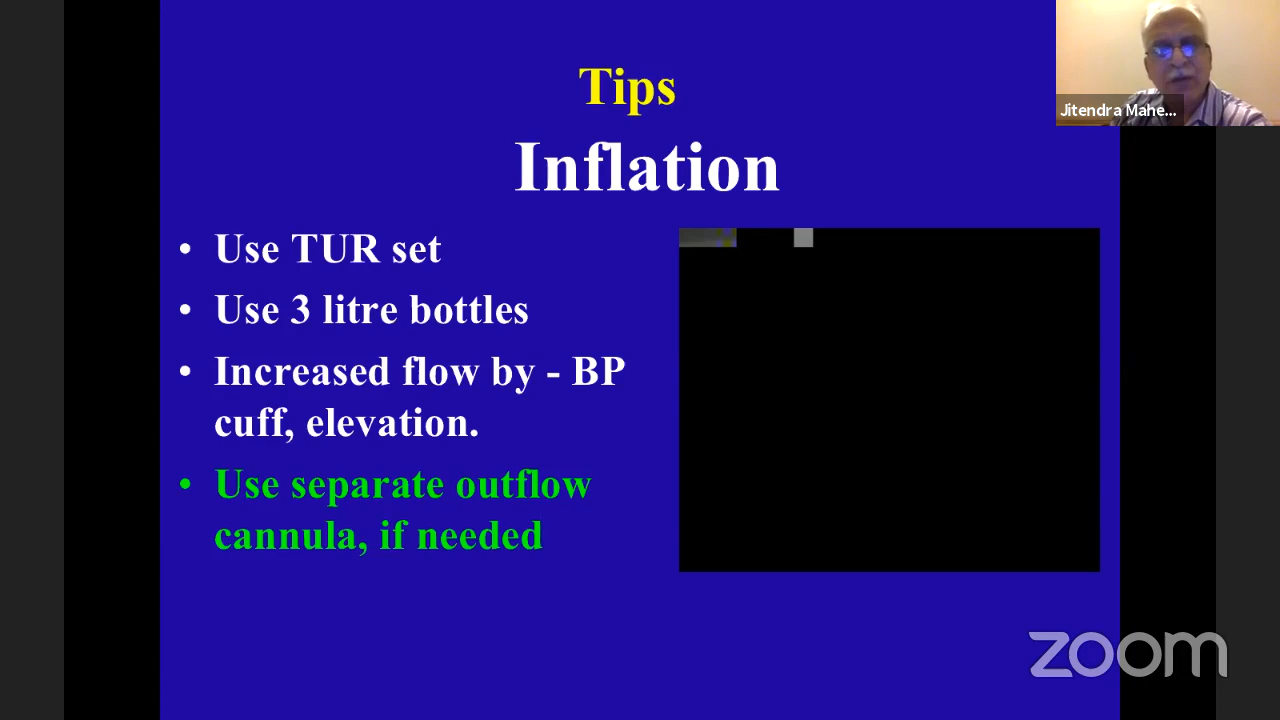 Tips
Inflation
• Use TUR set
• Use 3 litre bottles
• Increased flow by - BP
cuff, elevation.
• Use separate outflow
cannula, if needed
Jitendra Mahe...
zoom